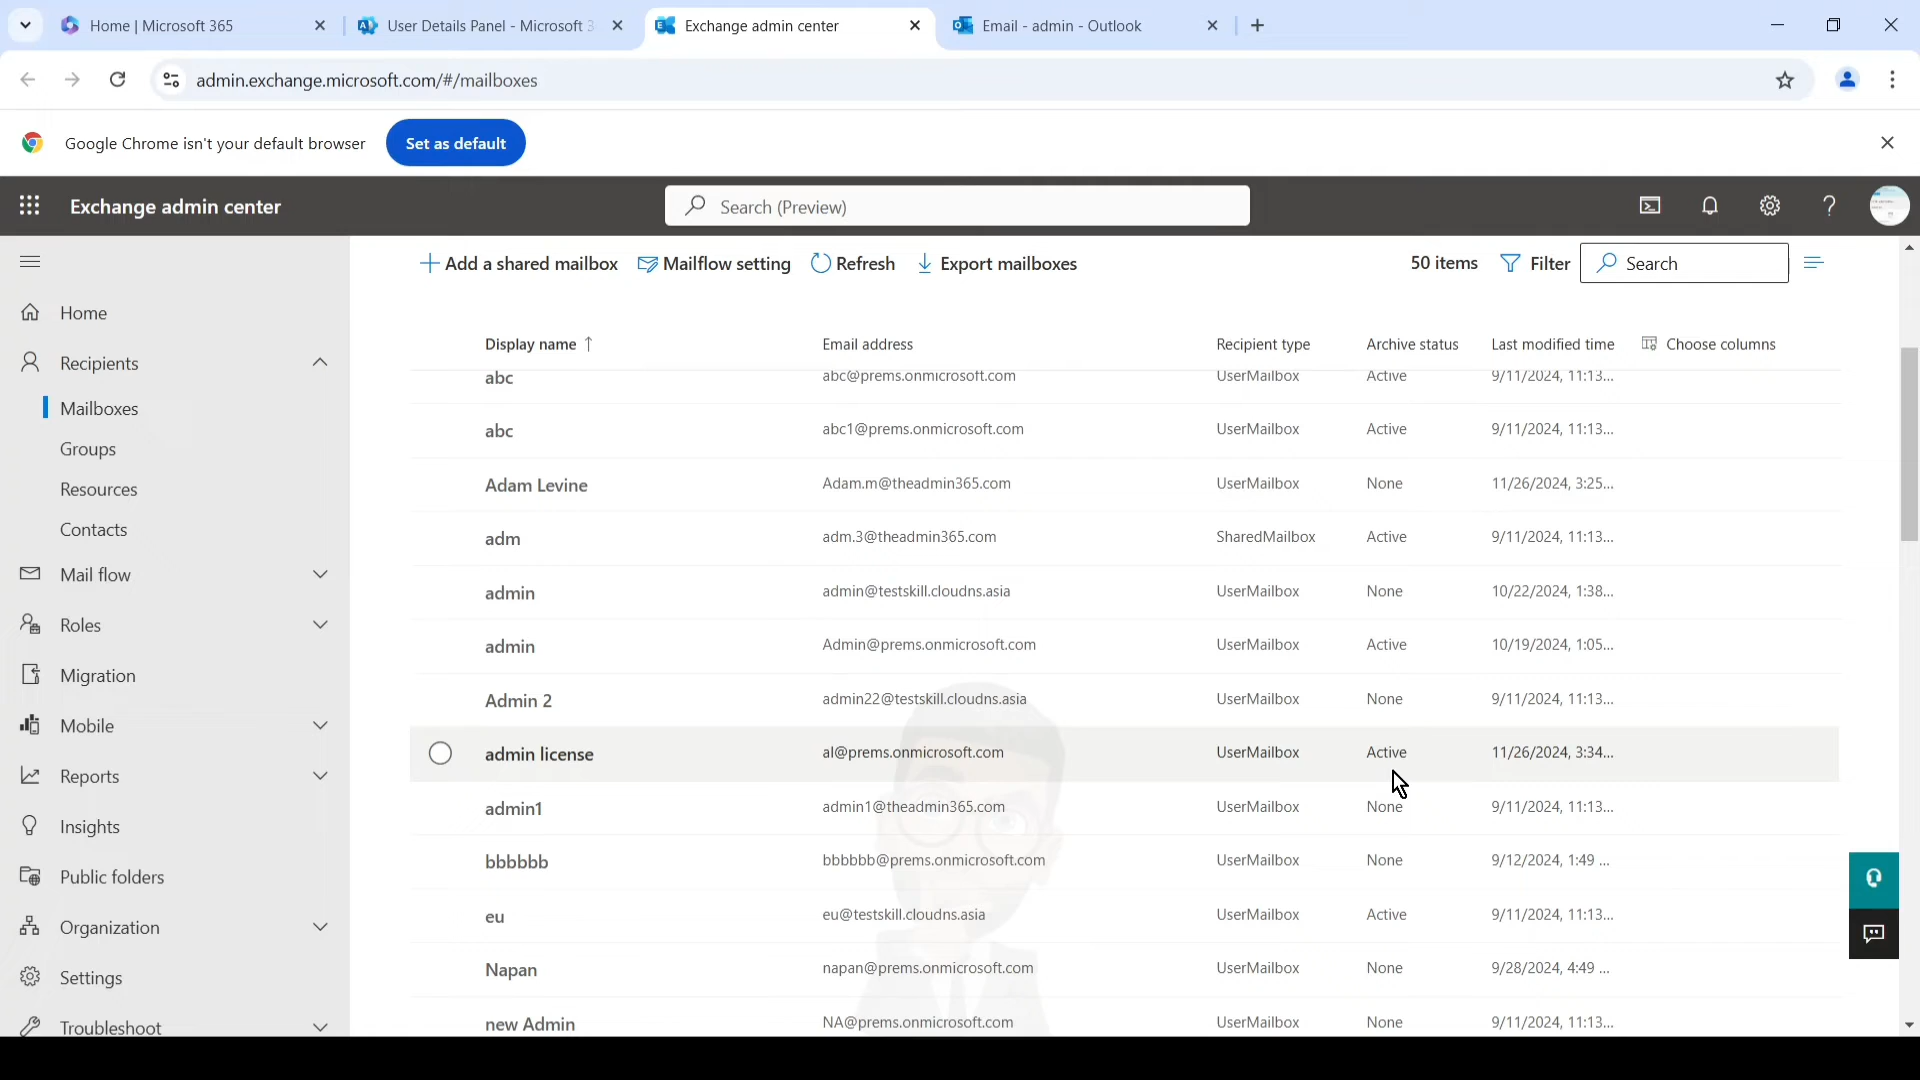 Home | Microsoft 365
User Details Panel - Microsoft 3
Exchange admin center
Email - admin - Outlook
admin.exchange.microsoft.com/#/mailboxes
Google Chrome isn't your default browser
Set as default
Exchange admin center
Search (Preview)
Home
Recipients
Mailboxes
Groups
Resources
Contacts
Mail flow
Roles
Migration
Mobile
Reports
Insights
Public folders
Organization
Settings
Troubleshoot
Add a shared mailbox Mailflow setting Refresh Export mailboxes 50 items Filter Search
Display name ↑ Email address Recipient type Archive status Last modified time Choose columns
abc abc@prems.onmicrosoft.com UserMailbox Active 9/11/2024, 11:13...
abc abc1@prems.onmicrosoft.com UserMailbox Active 9/11/2024, 11:13...
Adam Levine Adam.m@theadmin365.com UserMailbox None 11/26/2024, 3:25...
adm adm.3@theadmin365.com SharedMailbox Active 9/11/2024, 11:13...
admin admin@testskill.cloudns.asia UserMailbox None 10/22/2024, 1:38...
admin Admin@prems.onmicrosoft.com UserMailbox Active 10/19/2024, 1:05...
Admin 2 admin22@testskill.cloudns.asia UserMailbox None 9/11/2024, 11:13...
admin license al@prems.onmicrosoft.com UserMailbox Active 11/26/2024, 3:34...
admin1 admin1@theadmin365.com UserMailbox None 9/11/2024, 11:13...
bbbbbb bbbbbb@prems.onmicrosoft.com UserMailbox None 9/12/2024, 1:49 ...
eu eu@testskill.cloudns.asia UserMailbox Active 9/11/2024, 11:13...
Napan napan@prems.onmicrosoft.com UserMailbox None 9/28/2024, 4:49 ...
new Admin NA@prems.onmicrosoft.com UserMailbox None 9/11/2024, 11:13...